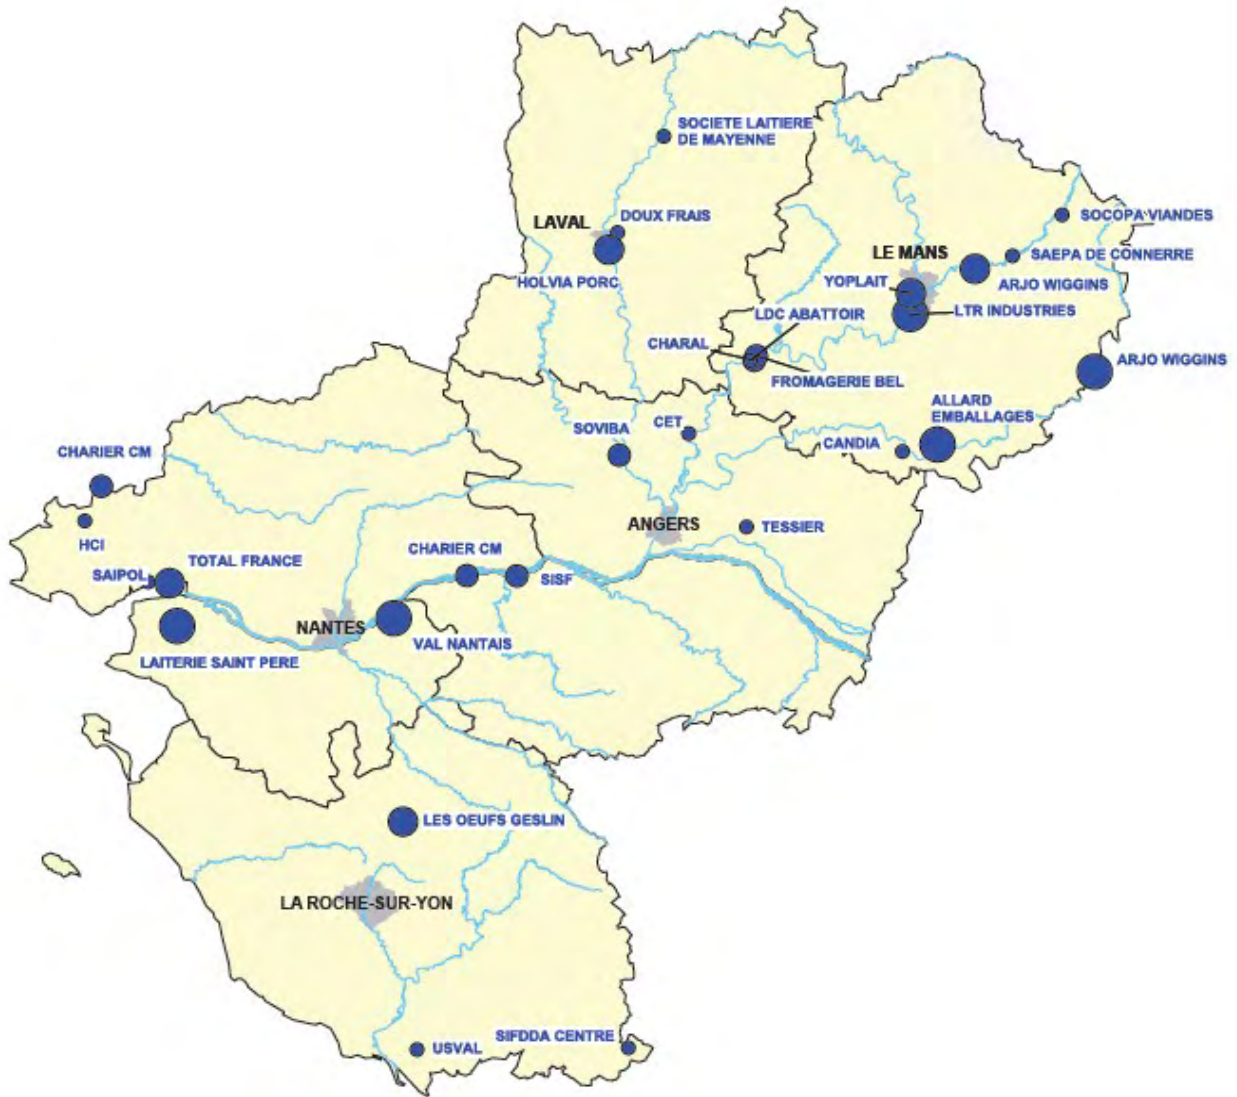 SOCIETE LAITIERE
DE MAYENNE
DOUX FRAIS
LAVAL
SOCOPA VIANDES
LE MANS
SAEPA DE CONNERRE
HOLVIA PORC
YOPLAIT
ARJO WIGGINS
LDC ABATTOIR
LTR INDUSTRIES
CHARAL
ARJO WIGGINS
FROMAGERIE BEL
ALLARD
EMBALLAGES
CET
SOVIBA
CANDIA
CHARIER CM
ANGERS
TESSIER
HCI
CHARIER CM
TOTAL FRANCE
SAIPOL
SISF
NANTES
VAL NANTAIS
LAITERIE SAINT PERE
LES OEUFS GESLIN
LA ROCHE-SUR-YON
SIFDDA CENTRE
USVAL